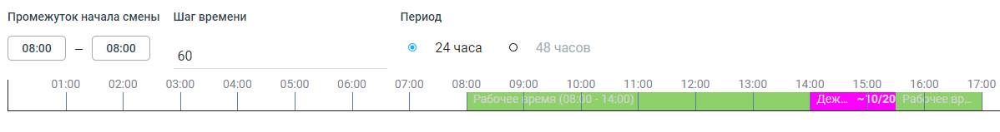 Промежуток начала смены Шаг времени Период
08:00 — 08:00 60 24 часа 48 часов
01:00 02:00 03:00 04:00 05:00 06:00 07:00 08:00 09:00 10:00 11:00 12:00 13:00 14:00 15:00 16:00 17:00
Рабочее время (08:00 - 14:00) Деж... ~10/20 Рабочее вр...